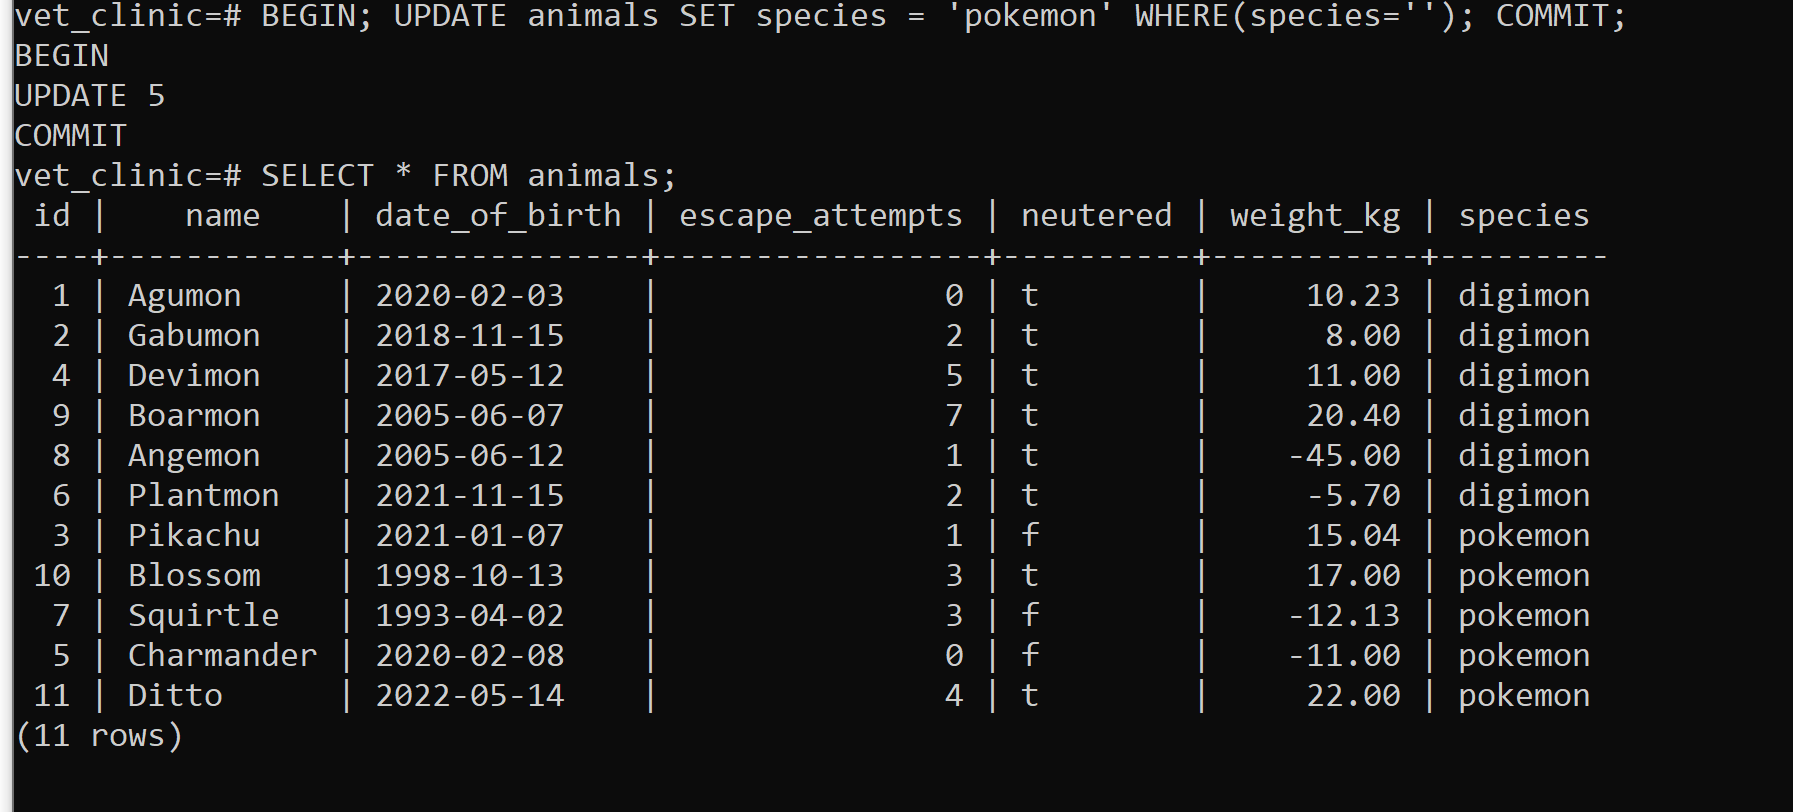 vet_clinic=# BEGIN; UPDATE animals SET species = 'pokemon' WHERE(species=''); COMMIT;
BEGIN
UPDATE 5
COMMIT
vet_clinic=# SELECT * FROM animals;
 id |    name    | date_of_birth | escape_attempts | neutered | weight_kg | species
----+------------+---------------+-----------------+----------+-----------+---------
  1 | Agumon     | 2020-02-03    |               0 | t        |     10.23 | digimon
  2 | Gabumon    | 2018-11-15    |               2 | t        |      8.00 | digimon
  4 | Devimon    | 2017-05-12    |               5 | t        |     11.00 | digimon
  9 | Boarmon    | 2005-06-07    |               7 | t        |     20.40 | digimon
  8 | Angemon    | 2005-06-12    |               1 | t        |    -45.00 | digimon
  6 | Plantmon   | 2021-11-15    |               2 | t        |     -5.70 | digimon
  3 | Pikachu    | 2021-01-07    |               1 | f        |     15.04 | pokemon
 10 | Blossom    | 1998-10-13    |               3 | t        |     17.00 | pokemon
  7 | Squirtle   | 1993-04-02    |               3 | f        |    -12.13 | pokemon
  5 | Charmander | 2020-02-08    |               0 | f        |    -11.00 | pokemon
 11 | Ditto      | 2022-05-14    |               4 | t        |     22.00 | pokemon
(11 rows)